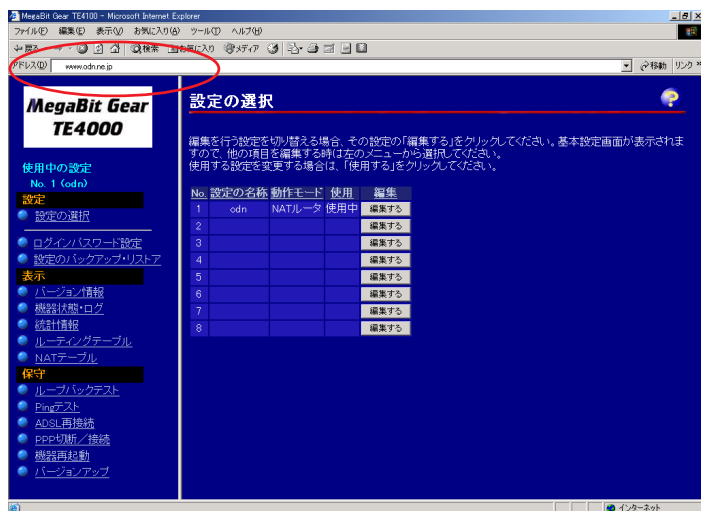 MegaBit Gear TE4100 - Microsoft Internet Explorer
ファイル(F) 編集(E) 表示(V) お気に入り(A) ツール(T) ヘルプ(H)
戻る 検索 お気に入り メディア
アドレス(D) www.odn.ne.jp 移動 リンク »
MegaBit Gear
TE4000
使用中の設定
No. 1 (odn)
設定
設定の選択
ログインパスワード設定
設定のバックアップ・リストア
表示
バージョン情報
機器状態・ログ
統計情報
ルーティングテーブル
NATテーブル
保守
ループバックテスト
Pingテスト
ADSL再接続
PPP切断／接続
機器再起動
バージョンアップ
設定の選択
編集を行う設定を切り替える場合、その設定の「編集する」をクリックしてください。基本設定画面が表示されま
すので、他の項目を編集する時は左のメニューから選択してください。
使用する設定を変更する場合は、「使用する」をクリックしてください。
No. 設定の名称 動作モード 使用 編集
1 odn NATルータ 使用中 編集する
2 編集する
3 編集する
4 編集する
5 編集する
6 編集する
7 編集する
8 編集する
インターネット